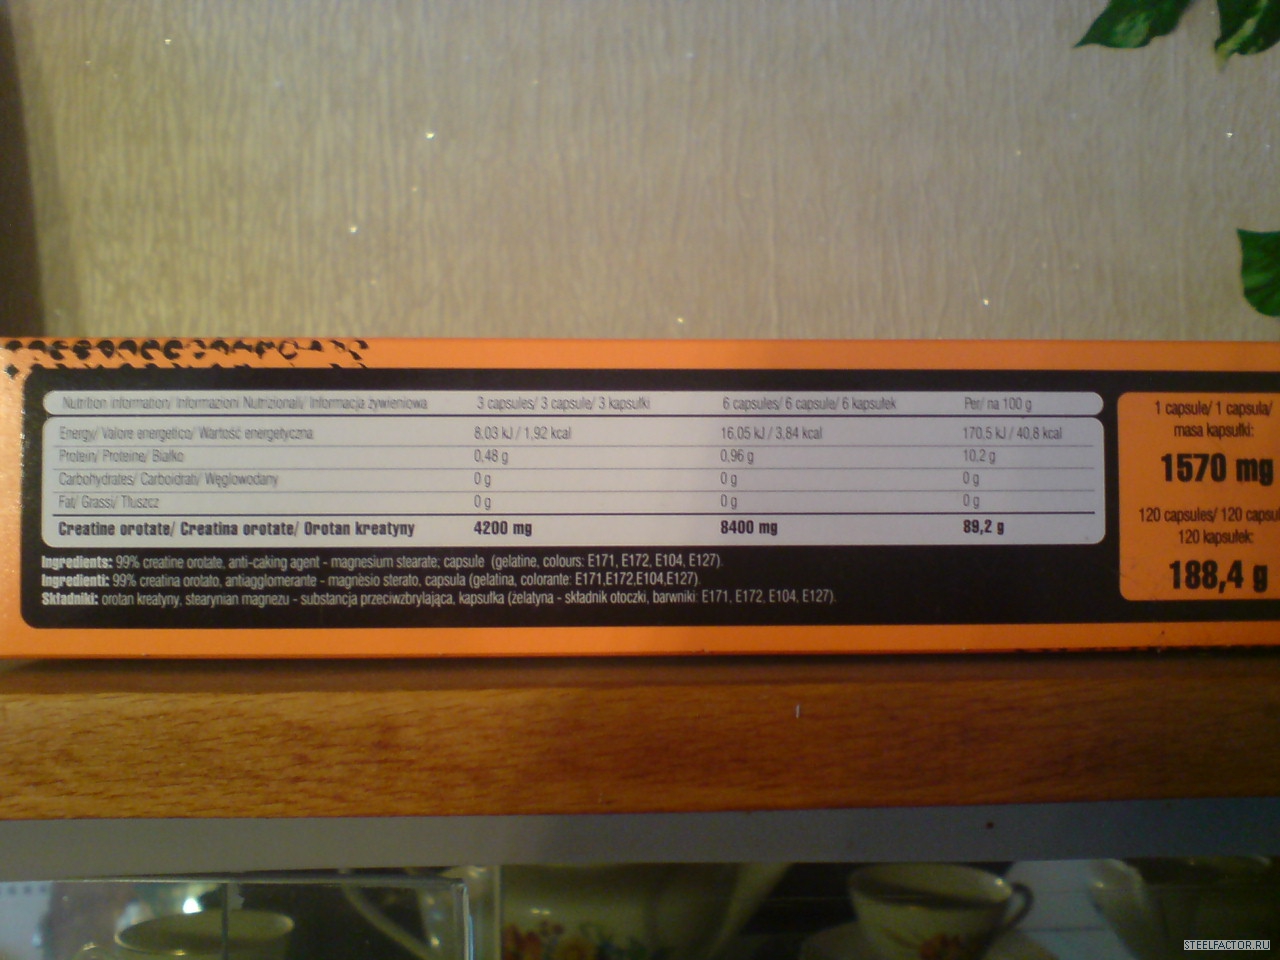 Nutrition Information/ Informazioni Nutrizionali/ Informacja żywieniowa 3 capsules/ 3 capsule/ 3 kapsułki 6 capsules/ 6 capsule/ 6 kapsułek Per/ na 100 g
Energy/ Valore energetico/ Wartość energetyczna 8,03 kJ / 1,92 kcal 16,05 kJ / 3,84 kcal 170,5 kJ / 40,8 kcal
Protein/ Proteine/ Białko 0,48 g 0,96 g 10,2 g
Carbohydrates/ Carboidrati/ Węglowodany 0 g 0 g 0 g
Fat/ Grassi/ Tłuszcz 0 g 0 g 0 g
Creatine orotate/ Creatina orotate/ Orotan kreatyny 4200 mg 8400 mg 89,2 g
Ingredients: 99% creatine orotate, anti-caking agent - magnesium stearate; capsule (gelatine, colours: E171, E172, E104, E127).
Ingredienti: 99% creatina orotato, antiagglomerante - magnèsio sterato, capsula (gelatina, colorante: E171,E172,E104,E127).
Składniki: orotan kreatyny, stearynian magnezu - substancja przeciwzbrylająca, kapsułka (żelatyna - składnik otoczki, barwniki: E171, E172, E104, E127).
1 capsule/ 1 capsula/
masa kapsułki:
1570 mg
120 capsules/ 120 capsul
120 kapsułek:
188,4 g
STEELFACTOR.RU